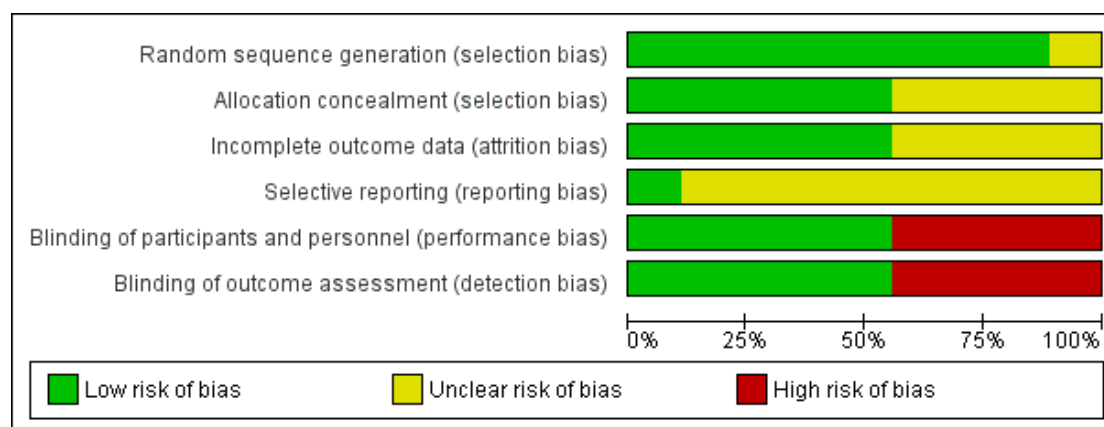 Random sequence generation (selection bias)
Allocation concealment (selection bias)
Incomplete outcome data (attrition bias)
Selective reporting (reporting bias)
Blinding of participants and personnel (performance bias)
Blinding of outcome assessment (detection bias)
0% 25% 50% 75% 100%
Low risk of bias Unclear risk of bias High risk of bias